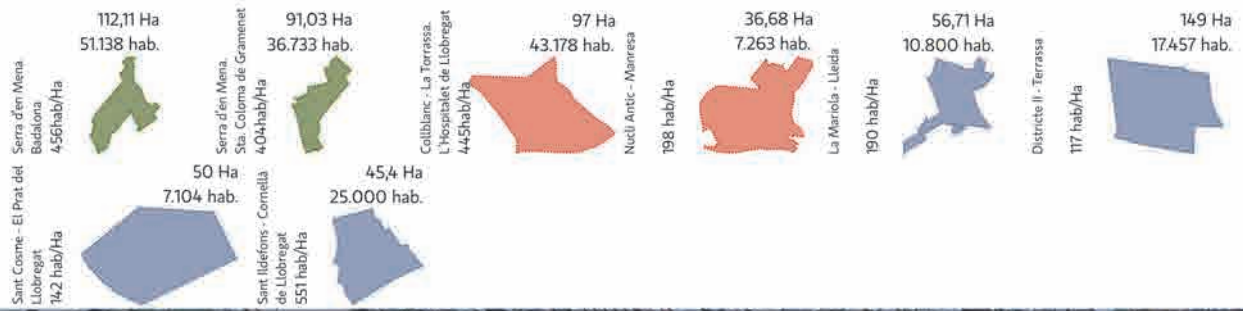 Serra d'en Mena.
Badalona
456hab/Ha
112,11 Ha
51.138 hab.
Serra d'en Mena.
Sta. Coloma de Gramenet
404hab/Ha
91,03 Ha
36.733 hab.
Collblanc - La Torrassa.
L'Hospitalet de Llobregat
445hab/Ha
97 Ha
43.178 hab.
Nucli Antic - Manresa
198 hab/Ha
36,68 Ha
7.263 hab.
La Mariola - Lleida
190 hab/Ha
56,71 Ha
10.800 hab.
Districte II - Terrassa
117 hab/Ha
149 Ha
17.457 hab.
Sant Cosme - El Prat del
Llobregat
142 hab/Ha
50 Ha
7.104 hab.
Sant Ildefons - Cornellà
de Llobregat
551 hab/Ha
45,4 Ha
25.000 hab.